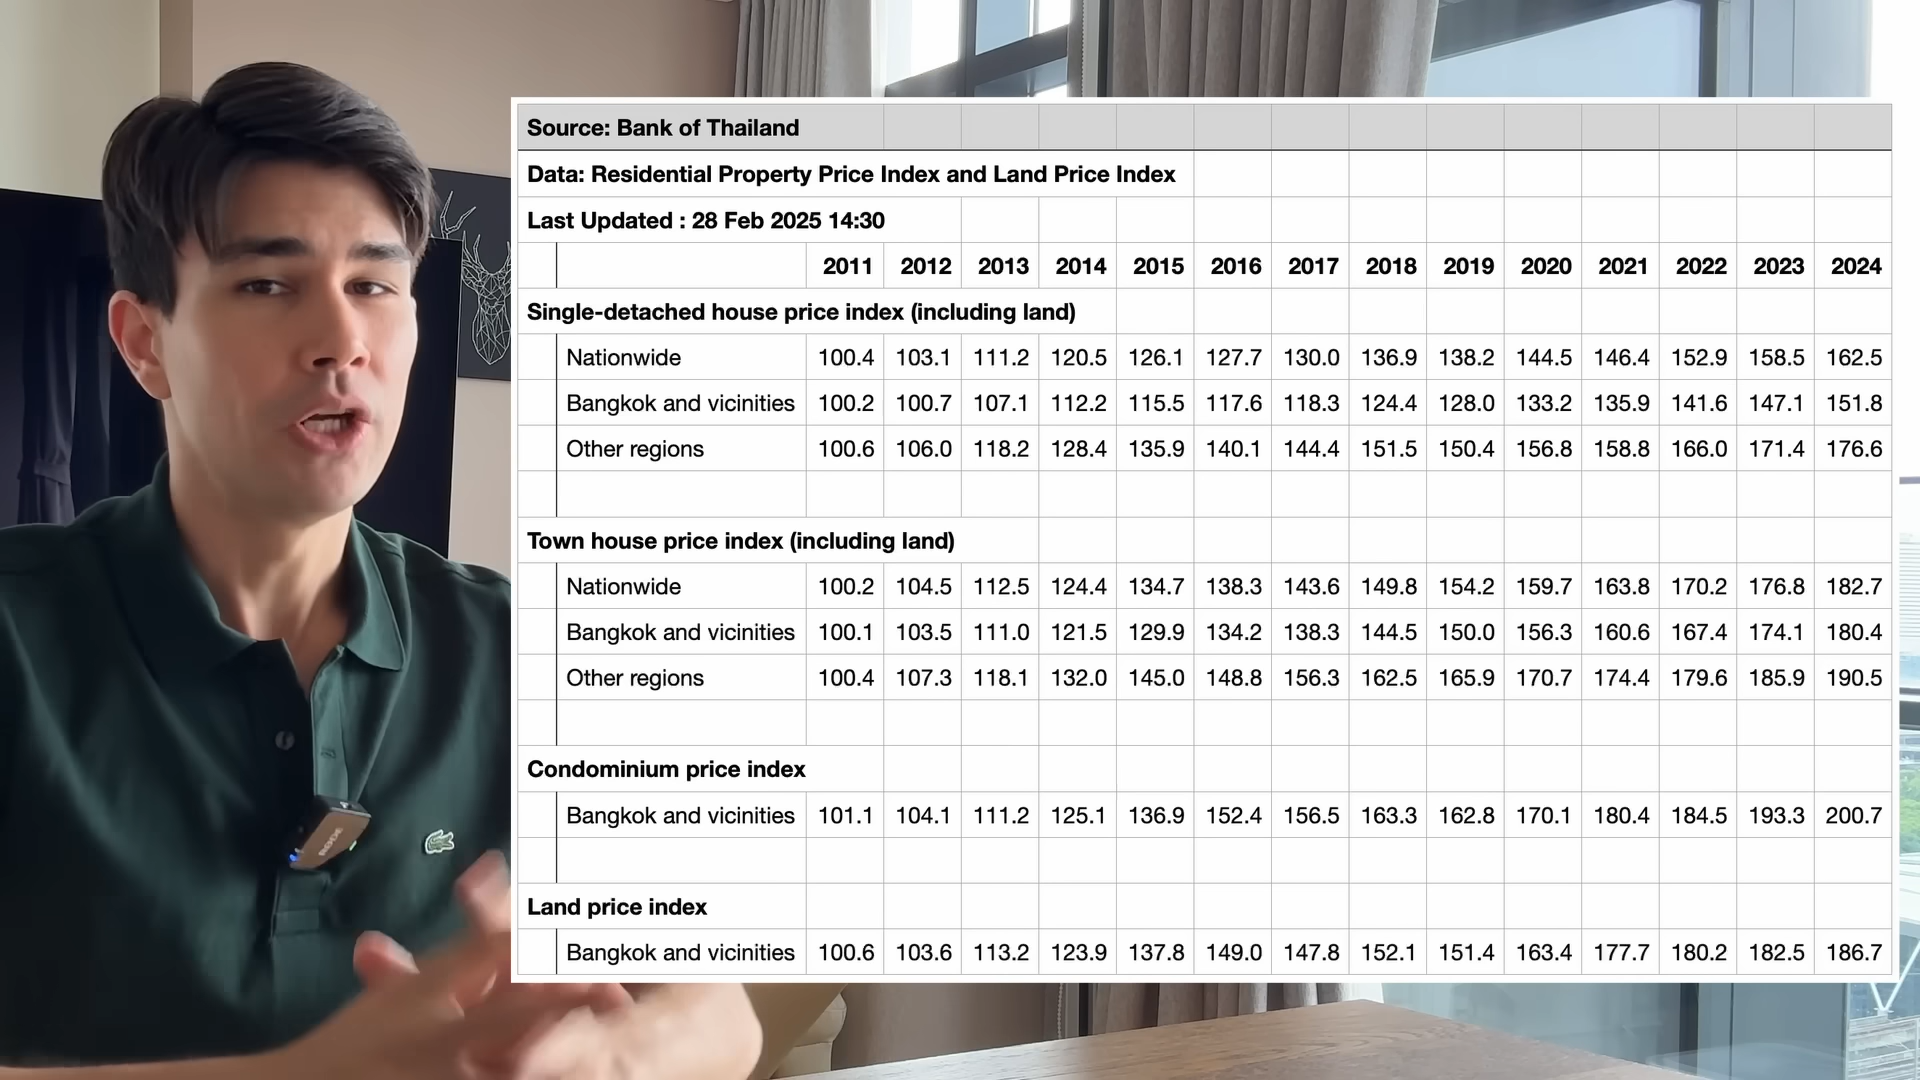 Source: Bank of Thailand
Data: Residential Property Price Index and Land Price Index
Last Updated : 28 Feb 2025 14:30
2011 2012 2013 2014 2015 2016 2017 2018 2019 2020 2021 2022 2023 2024
Single-detached house price index (including land)
Nationwide 100.4 103.1 111.2 120.5 126.1 127.7 130.0 136.9 138.2 144.5 146.4 152.9 158.5 162.5
Bangkok and vicinities 100.2 100.7 107.1 112.2 115.5 117.6 118.3 124.4 128.0 133.2 135.9 141.6 147.1 151.8
Other regions 100.6 106.0 118.2 128.4 135.9 140.1 144.4 151.5 150.4 156.8 158.8 166.0 171.4 176.6
Town house price index (including land)
Nationwide 100.2 104.5 112.5 124.4 134.7 138.3 143.6 149.8 154.2 159.7 163.8 170.2 176.8 182.7
Bangkok and vicinities 100.1 103.5 111.0 121.5 129.9 134.2 138.3 144.5 150.0 156.3 160.6 167.4 174.1 180.4
Other regions 100.4 107.3 118.1 132.0 145.0 148.8 156.3 162.5 165.9 170.7 174.4 179.6 185.9 190.5
Condominium price index
Bangkok and vicinities 101.1 104.1 111.2 125.1 136.9 152.4 156.5 163.3 162.8 170.1 180.4 184.5 193.3 200.7
Land price index
Bangkok and vicinities 100.6 103.6 113.2 123.9 137.8 149.0 147.8 152.1 151.4 163.4 177.7 180.2 182.5 186.7
RØDE